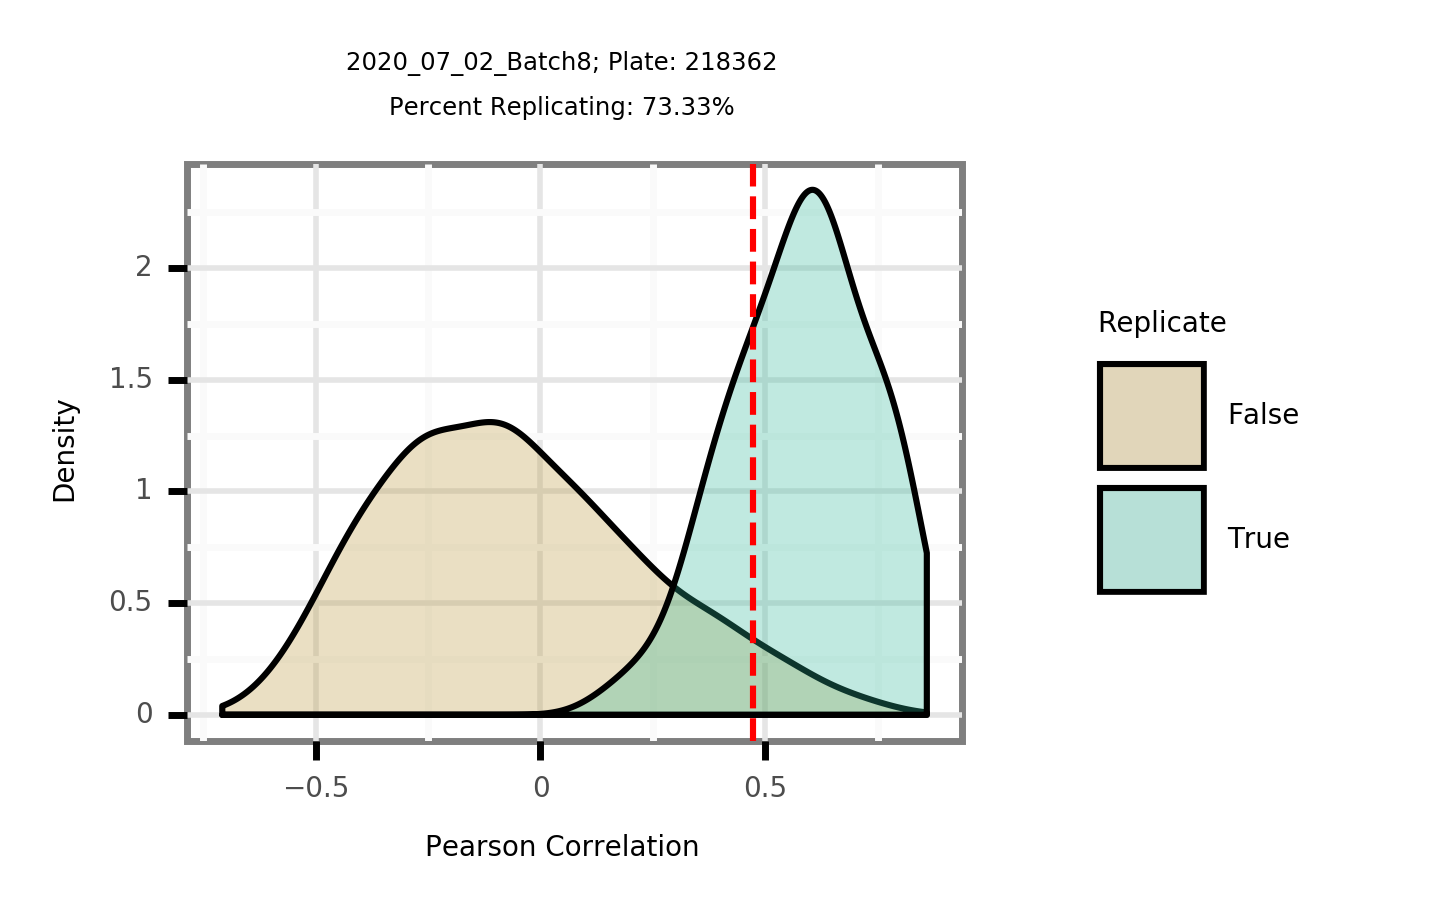 2020_07_02_Batch8; Plate: 218362
Percent Replicating: 73.33%
Density
2
1.5
1
0.5
0
−0.5
0
0.5
Pearson Correlation
Replicate
False
True